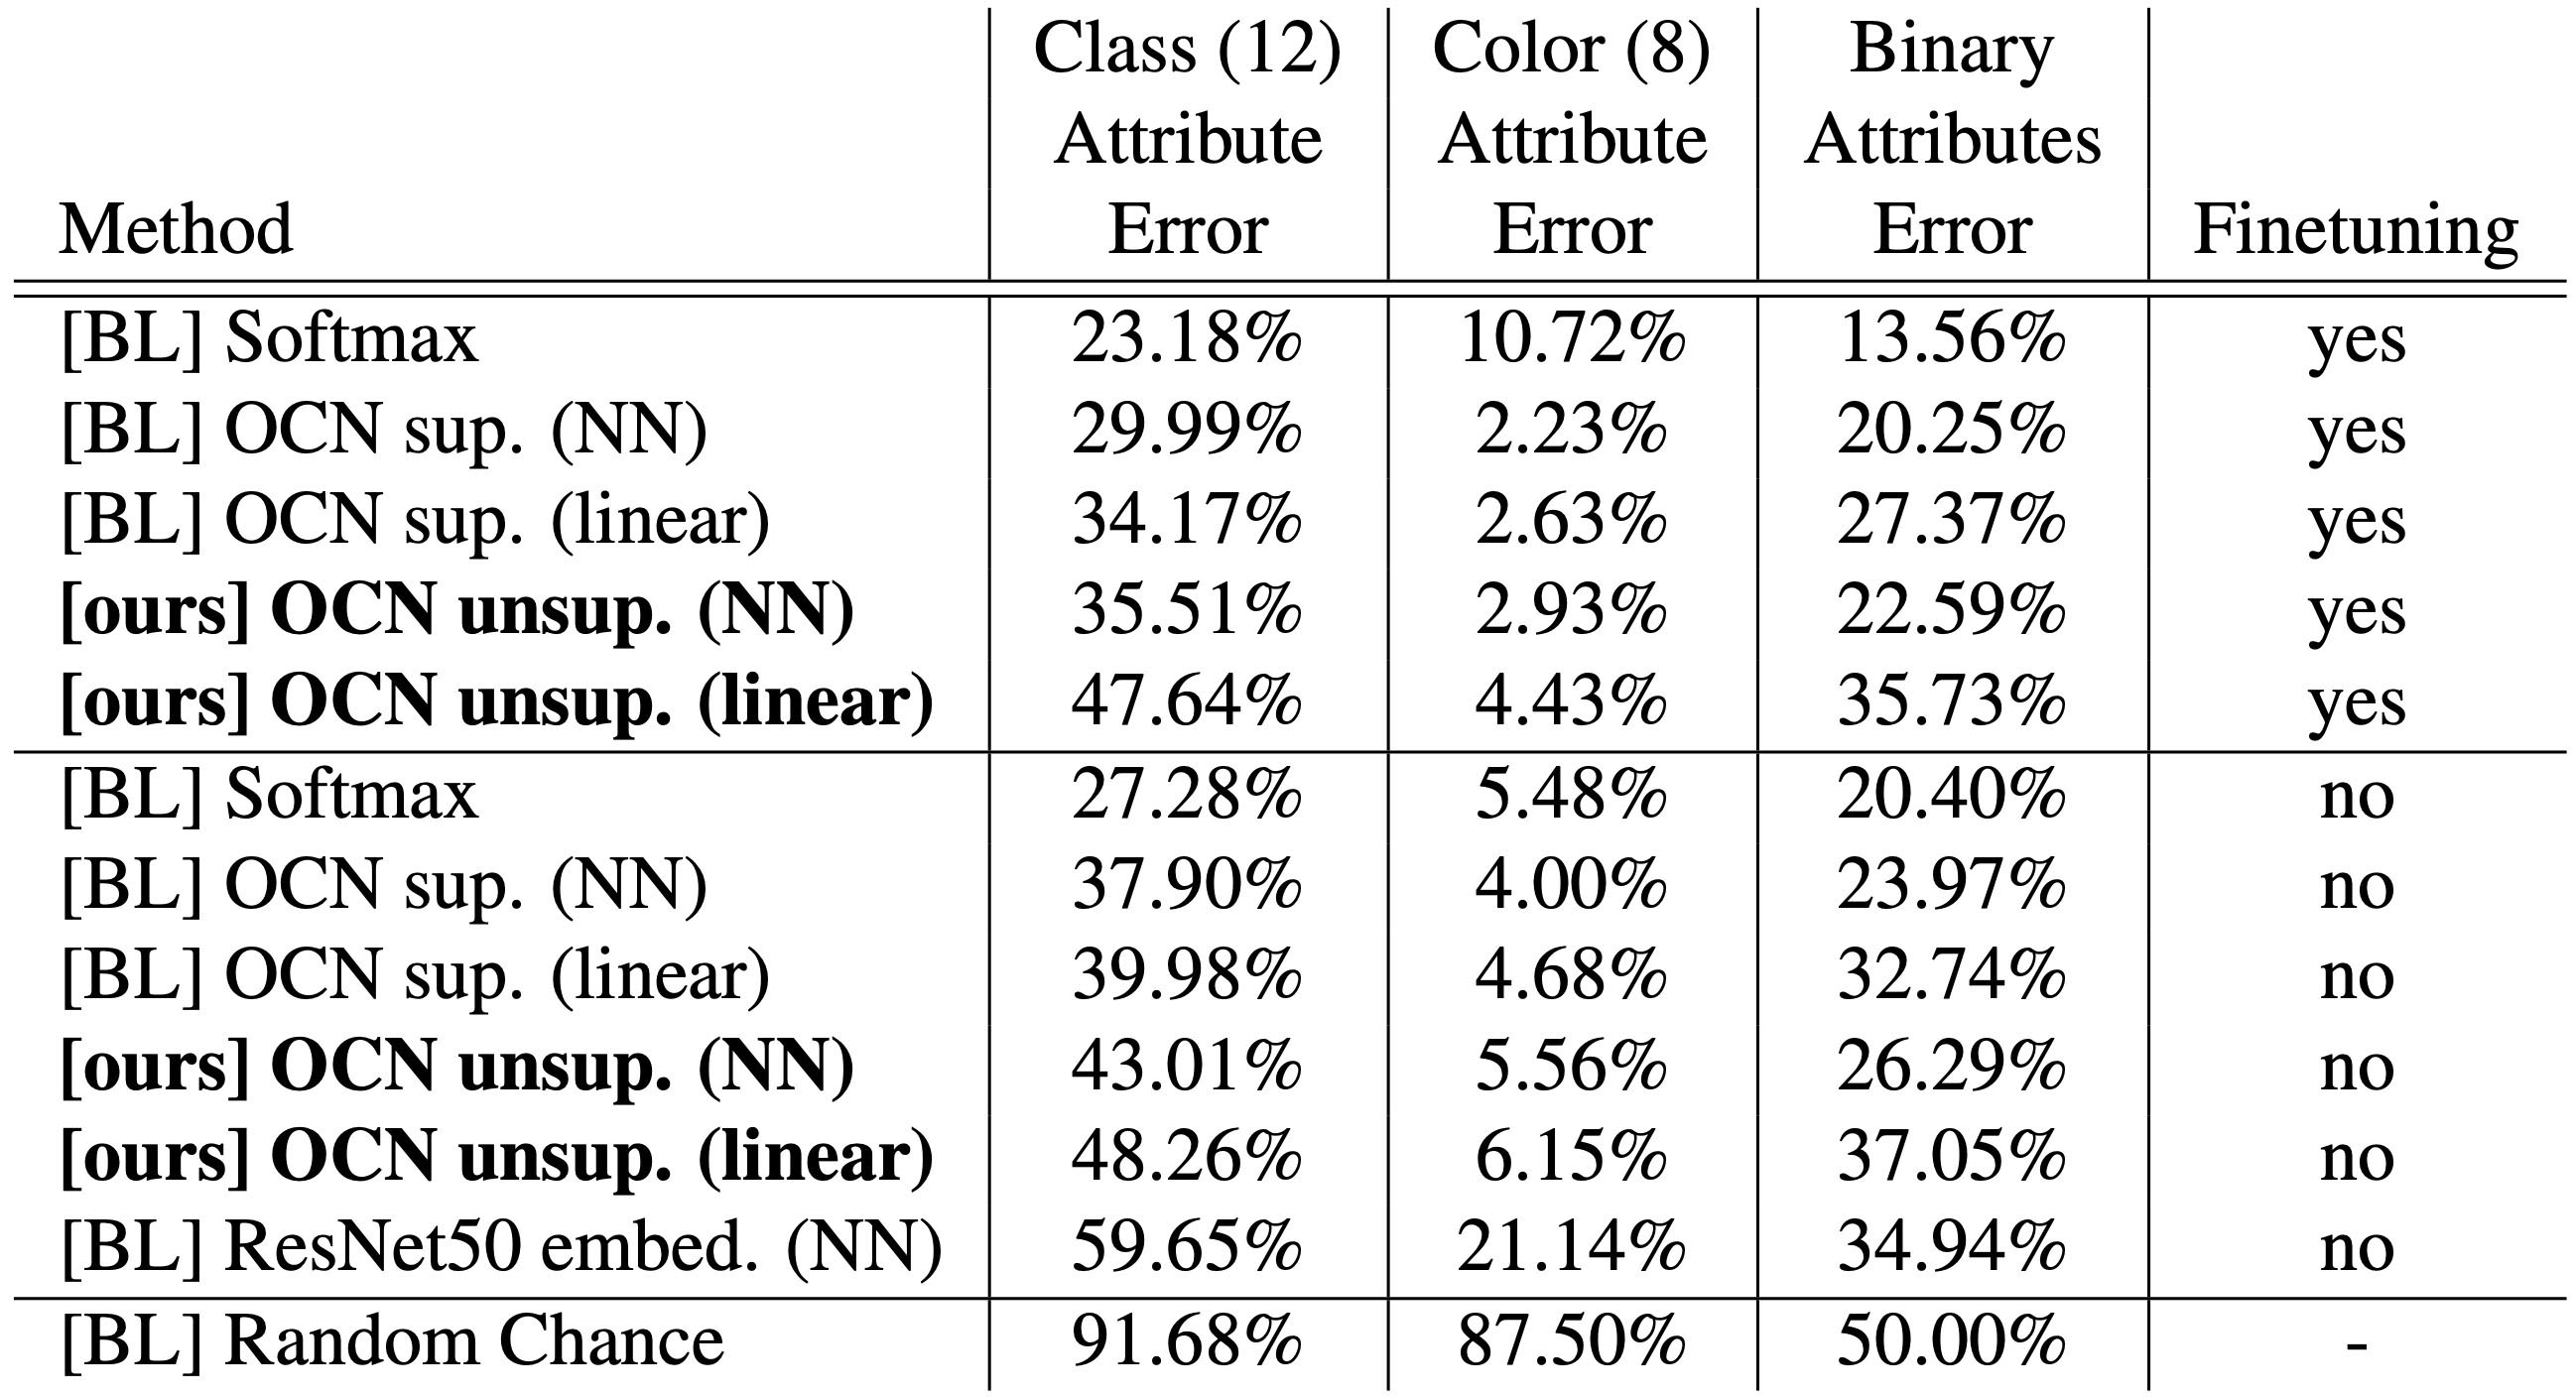 Class (12) Color (8) Binary
Attribute Attribute Attributes
Method Error Error Error Finetuning
[BL] Softmax 23.18% 10.72% 13.56% yes
[BL] OCN sup. (NN) 29.99% 2.23% 20.25% yes
[BL] OCN sup. (linear) 34.17% 2.63% 27.37% yes
[ours] OCN unsup. (NN) 35.51% 2.93% 22.59% yes
[ours] OCN unsup. (linear) 47.64% 4.43% 35.73% yes
[BL] Softmax 27.28% 5.48% 20.40% no
[BL] OCN sup. (NN) 37.90% 4.00% 23.97% no
[BL] OCN sup. (linear) 39.98% 4.68% 32.74% no
[ours] OCN unsup. (NN) 43.01% 5.56% 26.29% no
[ours] OCN unsup. (linear) 48.26% 6.15% 37.05% no
[BL] ResNet50 embed. (NN) 59.65% 21.14% 34.94% no
[BL] Random Chance 91.68% 87.50% 50.00% -